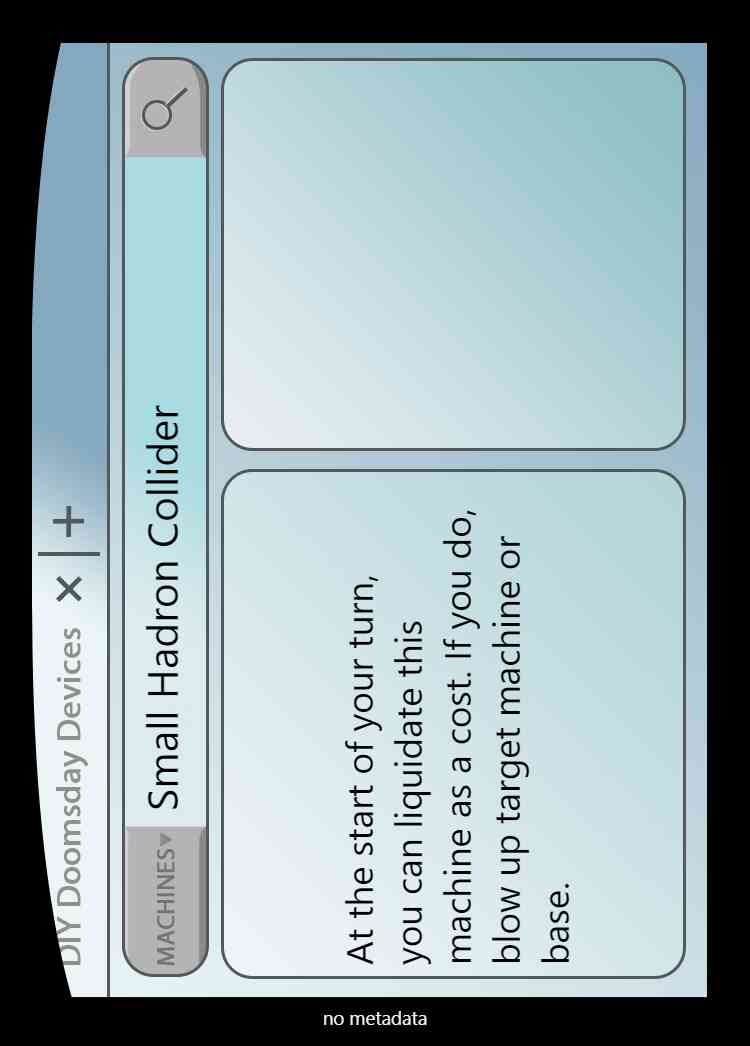 DIY Doomsday Devices × | +
MACHINES▾ Small Hadron Collider
At the start of your turn,
you can liquidate this
machine as a cost. If you do,
blow up target machine or
base.
no metadata